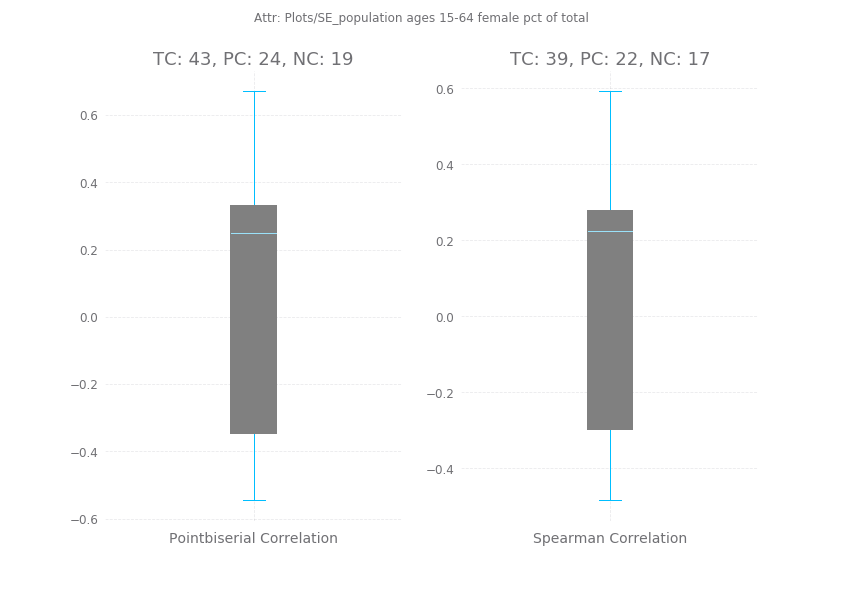 Attr: Plots/SE_population ages 15-64 female pct of total
TC: 43, PC: 24, NC: 19
0.6
0.4
0.2
0.0
−0.2
−0.4
−0.6
Pointbiserial Correlation
TC: 39, PC: 22, NC: 17
0.6
0.4
0.2
0.0
−0.2
−0.4
Spearman Correlation